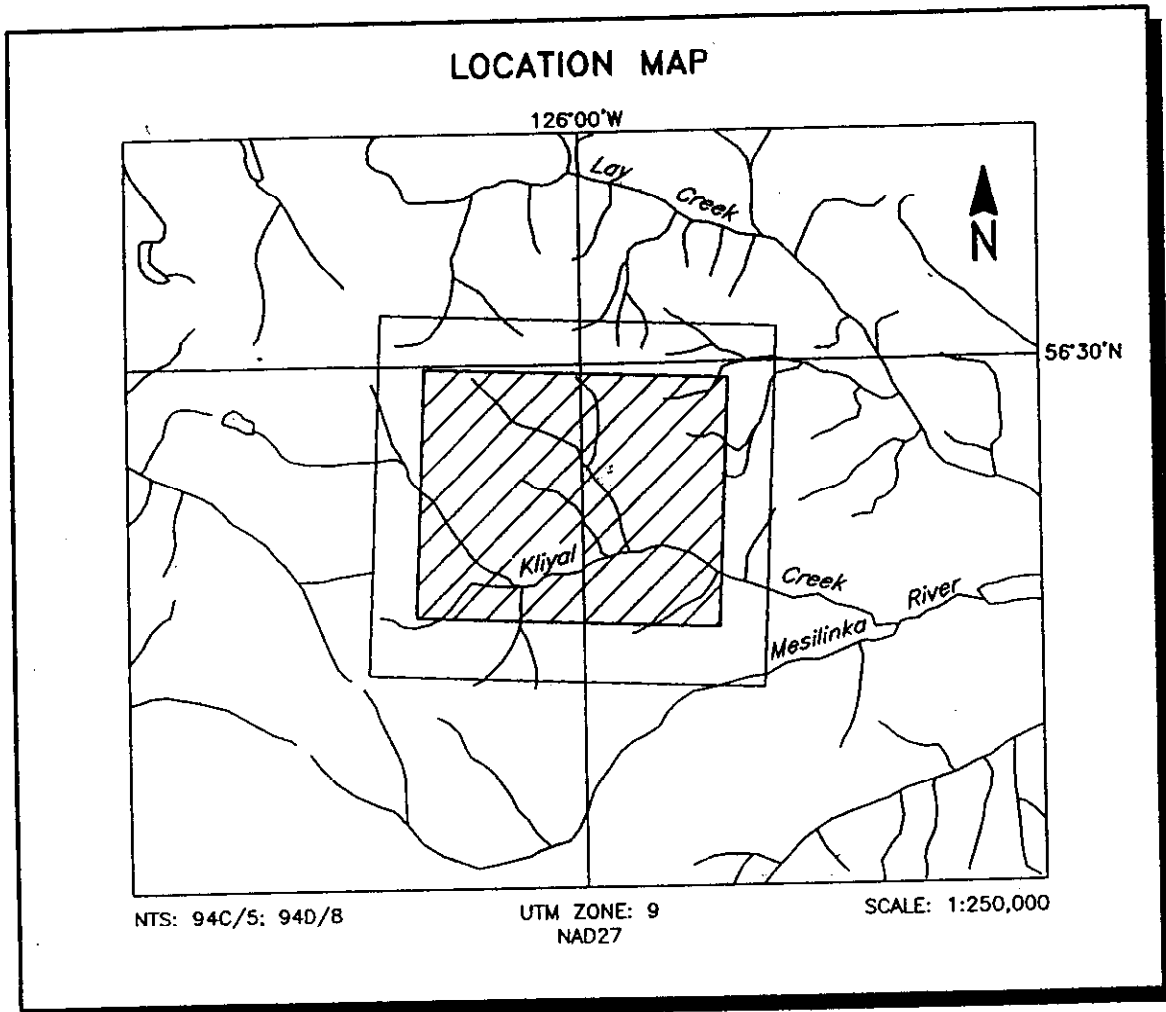 LOCATION MAP
126°00'W
Lay
Creek
N
56°30'N
Kliyal
Creek
River
Mesilinka
NTS: 94C/5; 94D/8
UTM ZONE: 9
NAD27
SCALE: 1:250,000